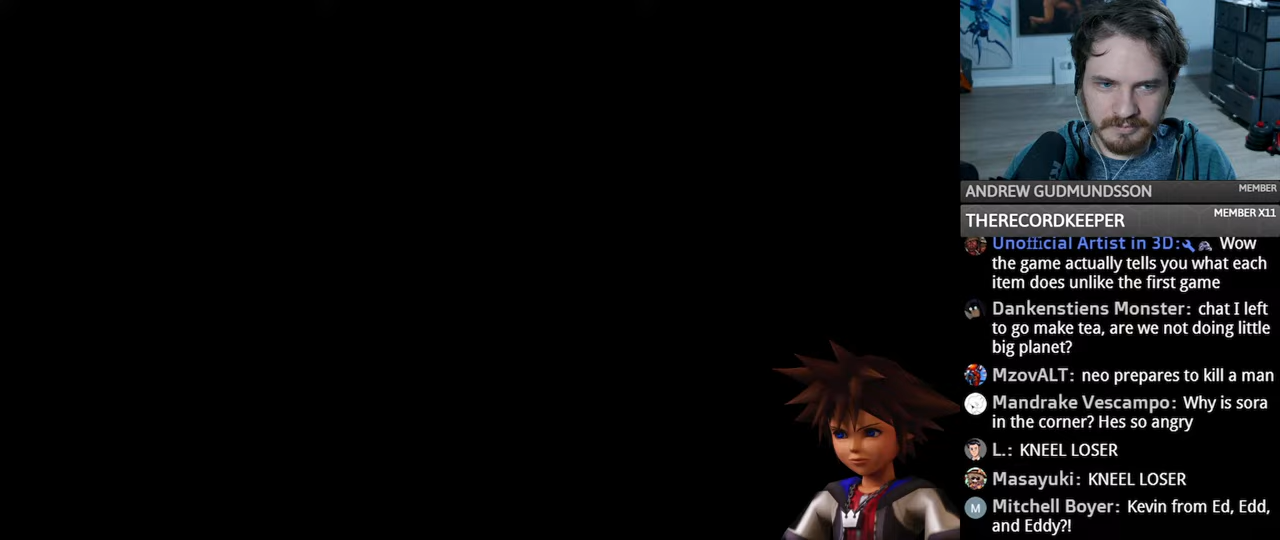 ANDREW GUDMUNDSSON MEMBER
THERECORDKEEPER MEMBER X11
Unofficial Artist in 3D: Wow
the game actually tells you what each
item does unlike the first game
Dankenstiens Monster: chat I left
to go make tea, are we not doing little
big planet?
MzovALT: neo prepares to kill a man
Mandrake Vescampo: Why is sora
in the corner? Hes so angry
L.: KNEEL LOSER
Masayuki: KNEEL LOSER
M Mitchell Boyer: Kevin from Ed, Edd,
and Eddy?!